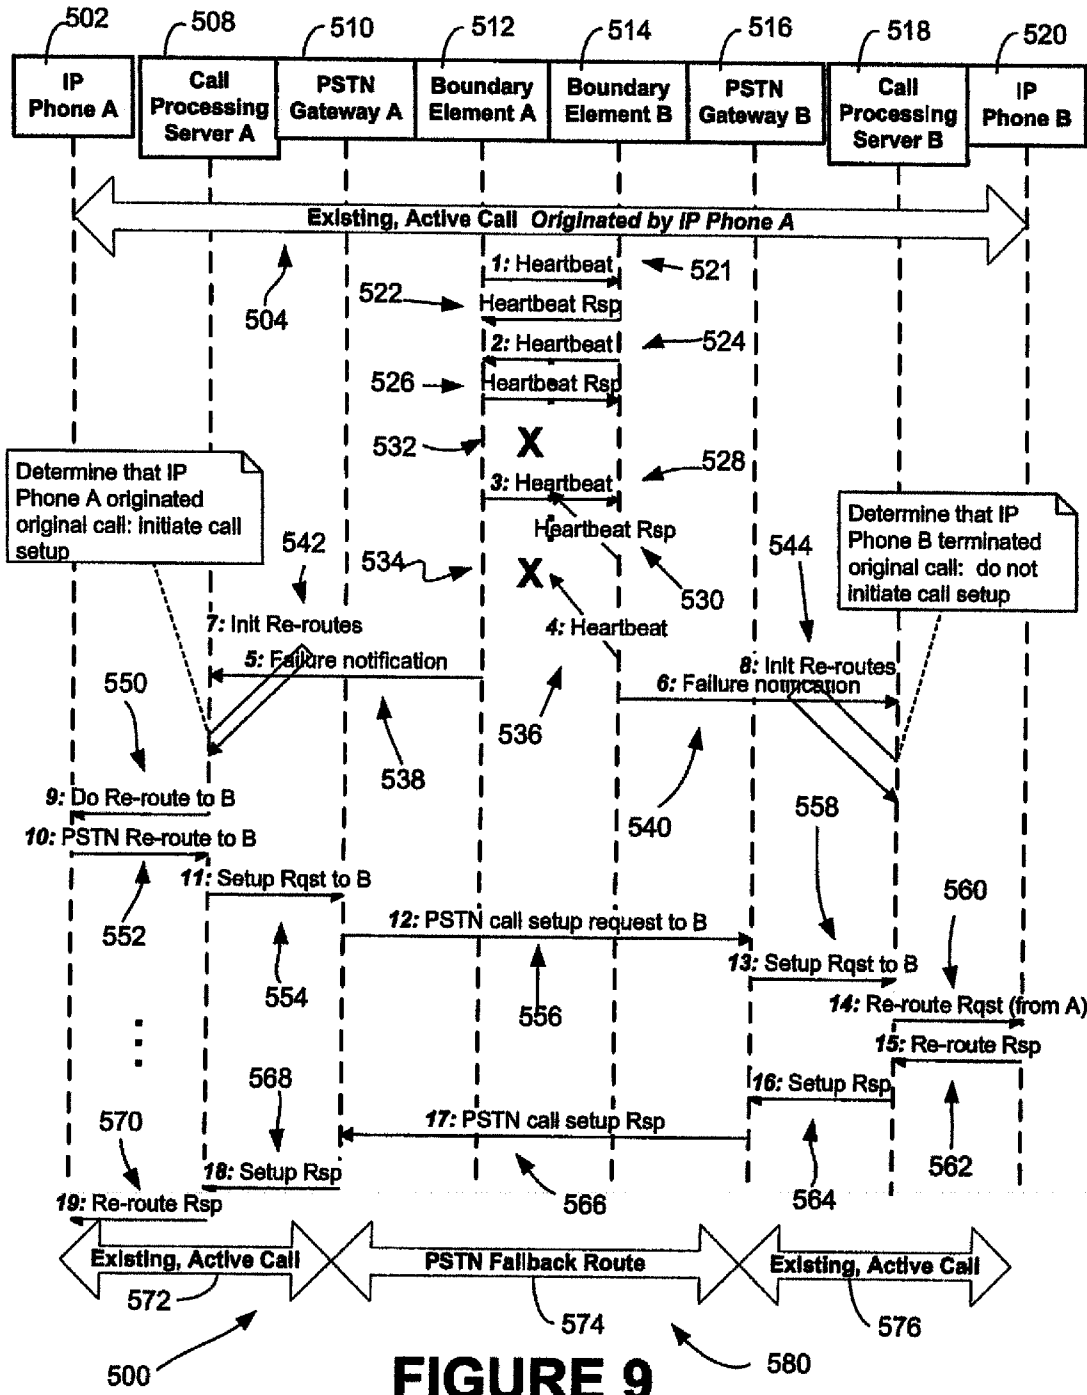 502
508
510
512
514
516
518
520
IP
Phone A
Call
Processing
Server A
PSTN
Gateway A
Boundary
Element A
Boundary
Element B
PSTN
Gateway B
Call
Processing
Server B
IP
Phone B
Existing, Active Call Originated by IP Phone A
504
1: Heartbeat
521
522
Heartbeat Rsp
2: Heartbeat
524
526
Heartbeat Rsp
532
X
528
3: Heartbeat
Heartbeat Rsp
530
Determine that IP
Phone A originated
original call: initiate call
setup
Determine that IP
Phone B terminated
original call: do not
initiate call setup
542
534
X
544
7: Init Re-routes
4: Heartbeat
5: Failure notification
8: Init Re-routes
6: Failure notification
550
536
538
540
9: Do Re-route to B
558
10: PSTN Re-route to B
552
11: Setup Rqst to B
560
12: PSTN call setup request to B
554
556
13: Setup Rqst to B
14: Re-route Rqst (from A)
15: Re-route Rsp
568
16: Setup Rsp
570
17: PSTN call setup Rsp
562
18: Setup Rsp
566
564
19: Re-route Rsp
Existing, Active Call
PSTN Fallback Route
Existing, Active Call
572
574
576
500
580
FIGURE 9